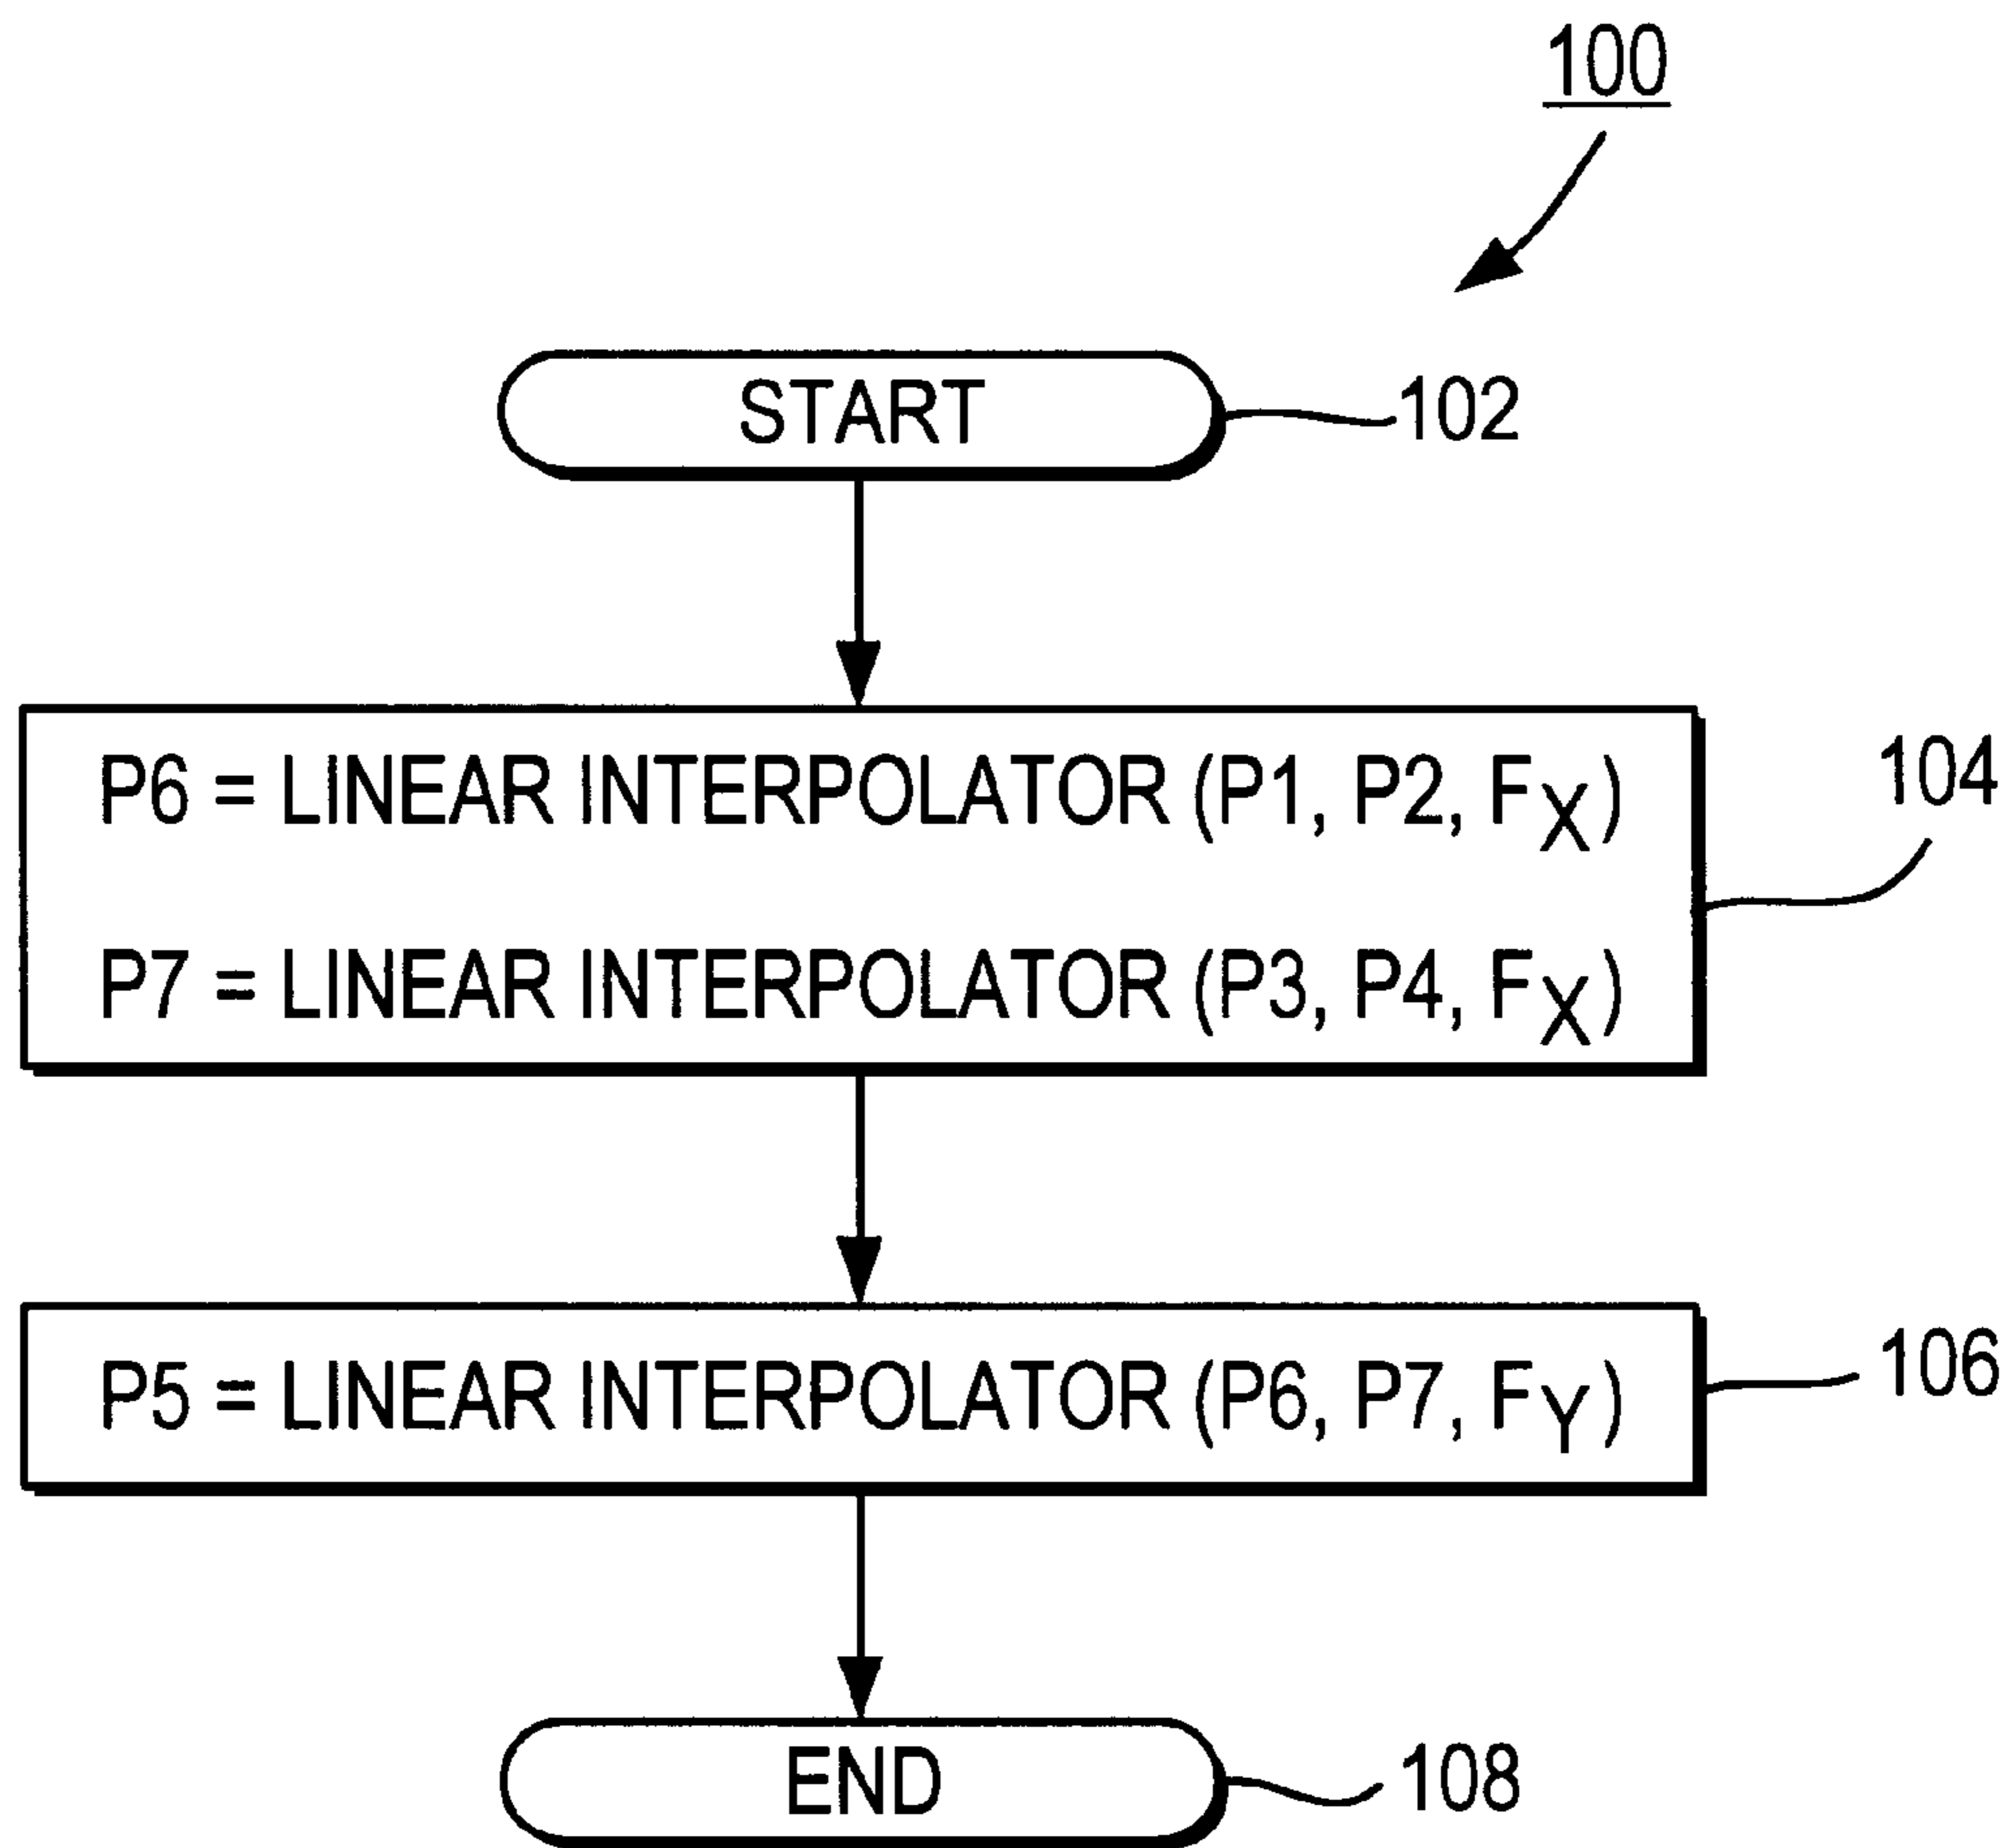 100
START
102
P6 = LINEAR INTERPOLATOR (P1, P2, FX)
104
P7 = LINEAR INTERPOLATOR (P3, P4, FX)
P5 = LINEAR INTERPOLATOR (P6, P7, FY)
106
END
108